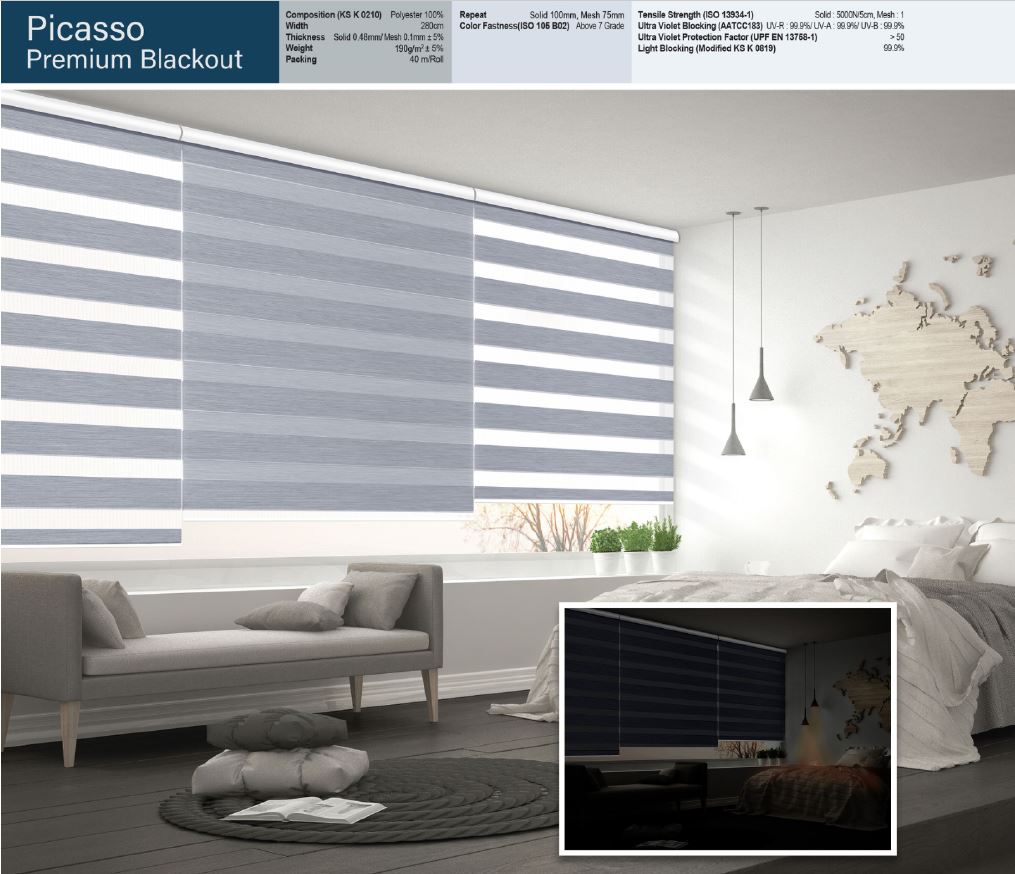 Picasso
Premium Blackout
Composition (KS K 0210) Polyester 100%
Width 280cm
Thickness Solid 0.48mm/ Mesh 0.1mm ± 5%
Weight 190g/m² ± 5%
Packing 40 m/Roll
Repeat Solid 100mm, Mesh 75mm
Color Fastness(ISO 105 B02) Above 7 Grade
Tensile Strength (ISO 13934-1) Solid : 5000N/5cm, Mesh : 1
Ultra Violet Blocking (AATCC183) UV-R : 99.9%/ UV-A : 99.9%/ UV-B : 99.9%
Ultra Violet Protection Factor (UPF EN 13758-1) > 50
Light Blocking (Modified KS K 0819) 99.9%